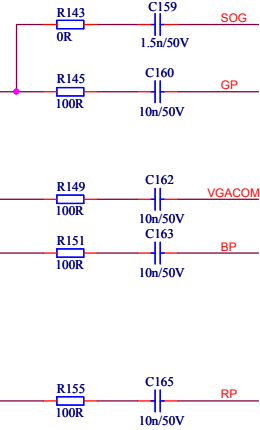 R143 C159 SOG
0R 1.5n/50V
R145 C160 GP
100R 10n/50V
R149 C162 VGACOM
100R 10n/50V
R151 C163 BP
100R 10n/50V
R155 C165 RP
100R 10n/50V